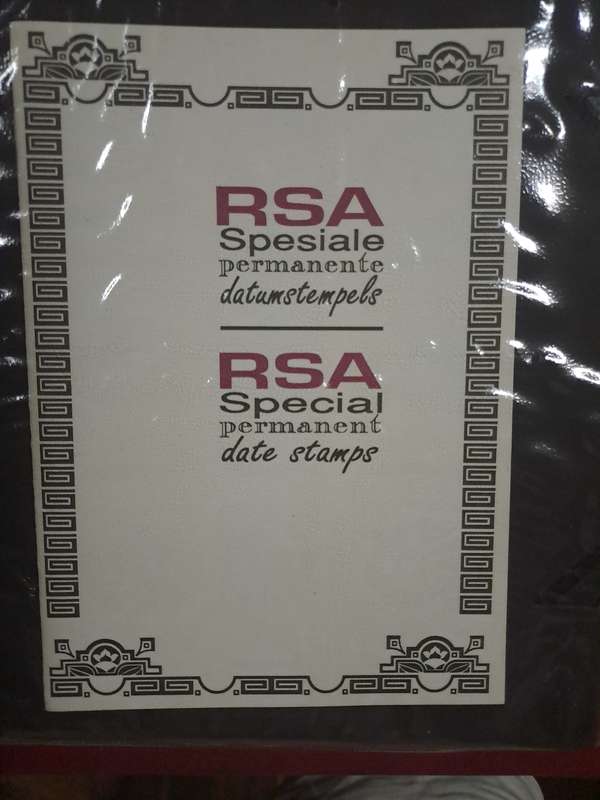 RSA
Spesiale
permanente
datumstempels
RSA
Special
permanent
date stamps